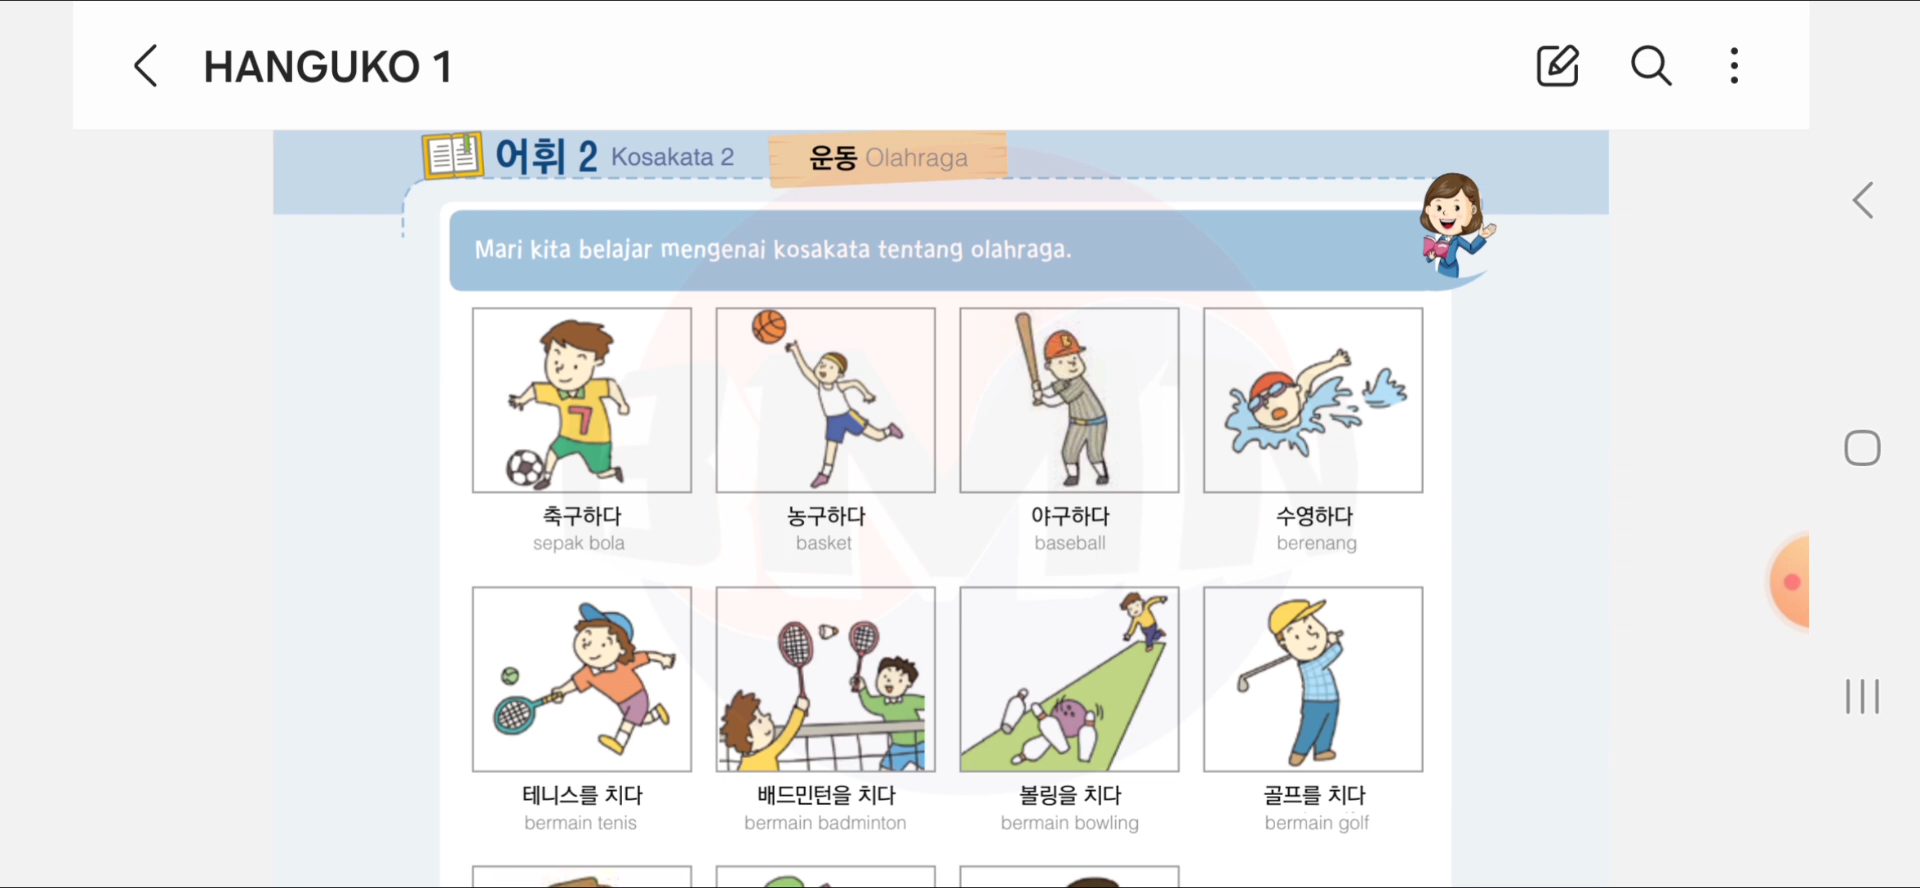 HANGUKO 1
어휘 2 Kosakata 2 운동 Olahraga
Mari kita belajar mengenai kosakata tentang olahraga.
7
B
축구하다 농구하다 야구하다 수영하다
sepak bola basket baseball berenang
테니스를 치다 배드민턴을 치다 볼링을 치다 골프를 치다
bermain tenis bermain badminton bermain bowling bermain golf